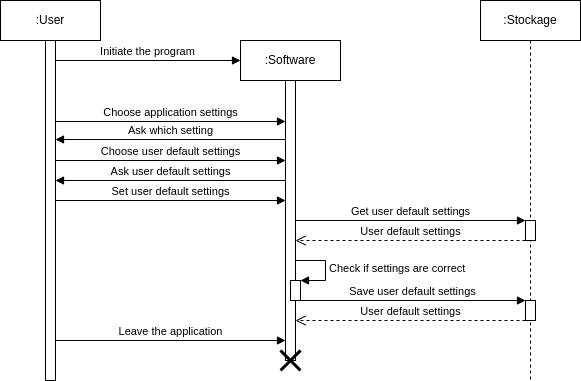 :User
:Stockage
Initiate the program
:Software
Choose application settings
Ask which setting
Choose user default settings
Ask user default settings
Set user default settings
Get user default settings
User default settings
Check if settings are correct
Save user default settings
User default settings
Leave the application